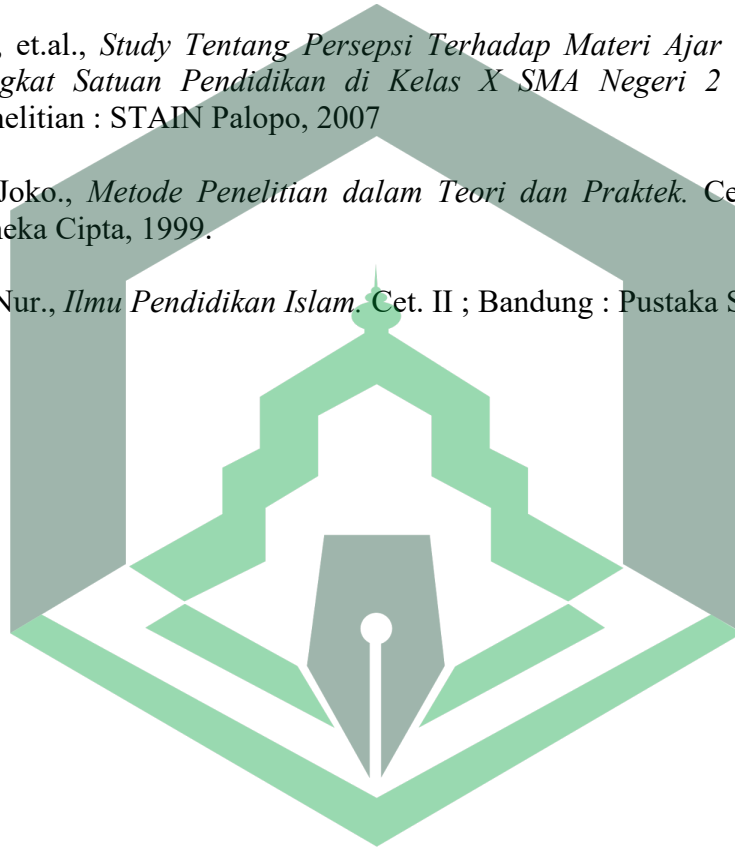 , et.al., Study Tentang Persepsi Terhadap Materi Ajar
gkat Satuan Pendidikan di Kelas X SMA Negeri 2
nelitian : STAIN Palopo, 2007
Joko., Metode Penelitian dalam Teori dan Praktek. Ce
neka Cipta, 1999.
Nur., Ilmu Pendidikan Islam. Cet. II ; Bandung : Pustaka S